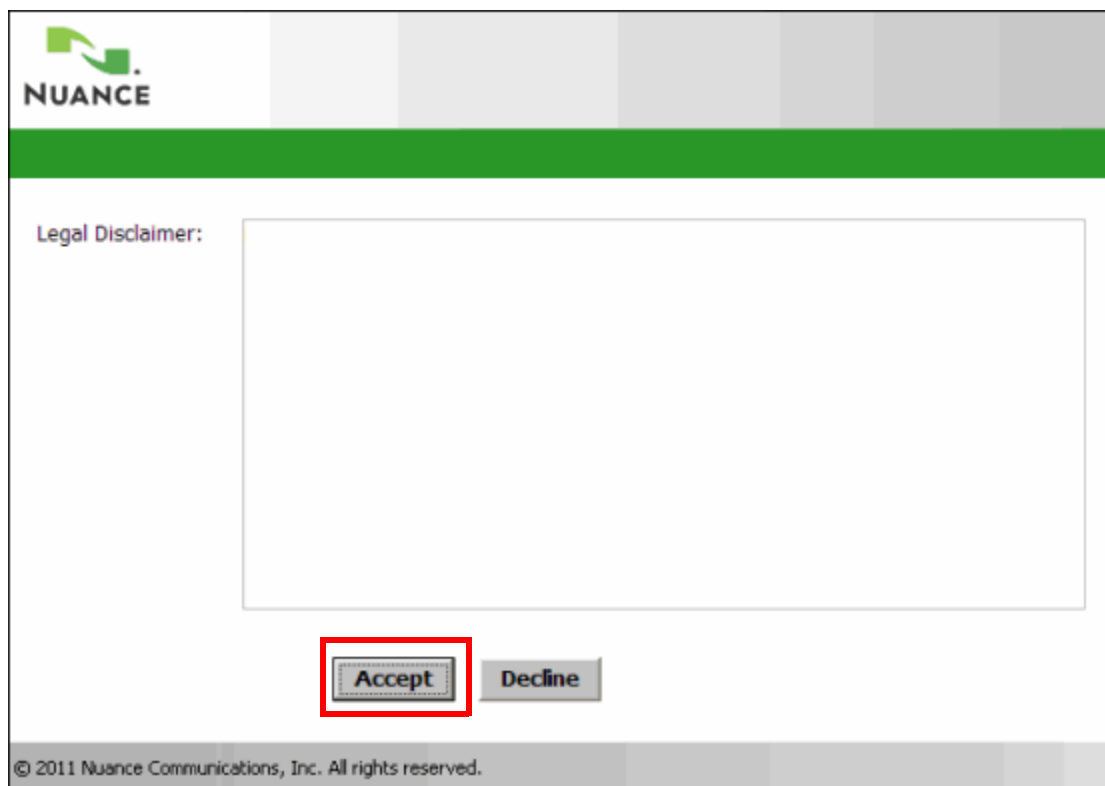 NUANCE
Legal Disclaimer:
Accept Decline
© 2011 Nuance Communications, Inc. All rights reserved.